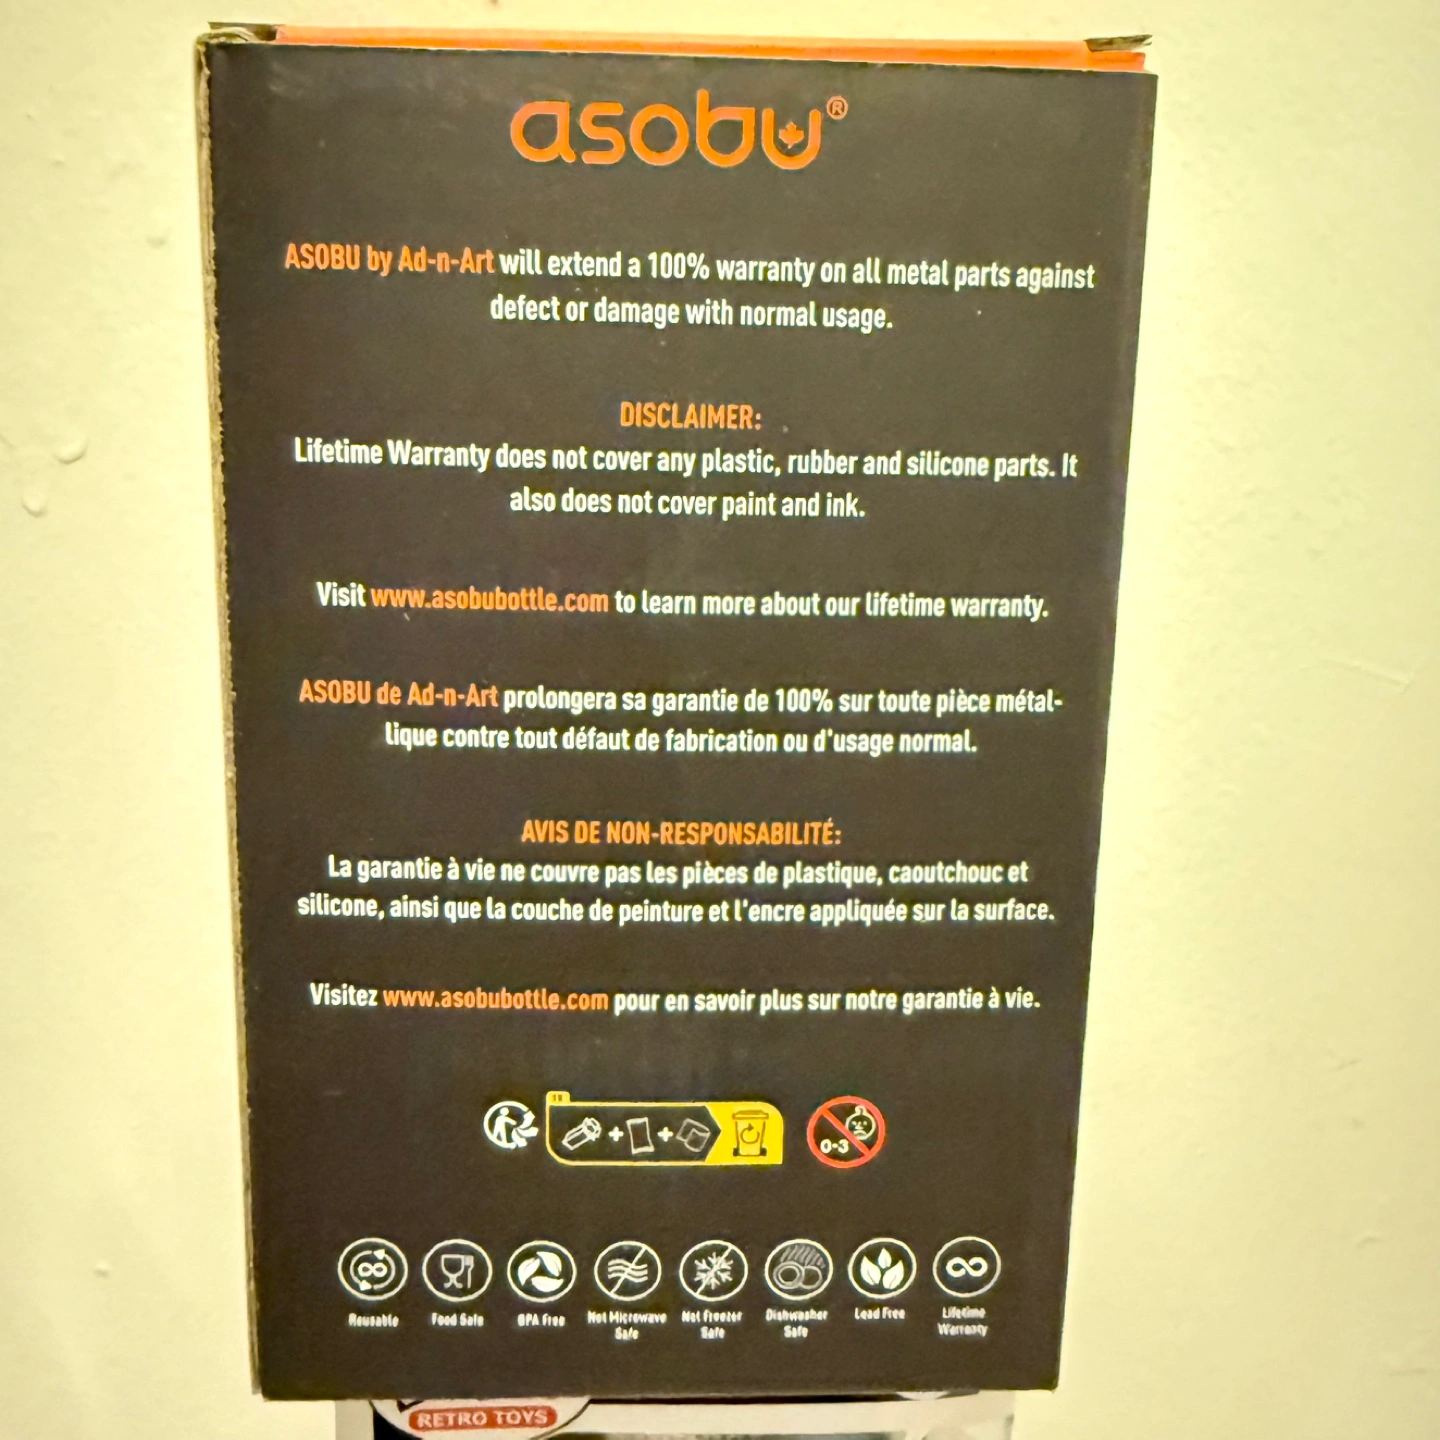 asobu®
ASOBU by Ad-n-Art will extend a 100% warranty on all metal parts against
defect or damage with normal usage.
DISCLAIMER:
Lifetime Warranty does not cover any plastic, rubber and silicone parts. It
also does not cover paint and ink.
Visit www.asobubottle.com to learn more about our lifetime warranty.
ASOBU de Ad-n-Art prolongera sa garantie de 100% sur toute pièce métal-
lique contre tout défaut de fabrication ou d'usage normal.
AVIS DE NON-RESPONSABILITÉ:
La garantie à vie ne couvre pas les pièces de plastique, caoutchouc et
silicone, ainsi que la couche de peinture et l'encre appliquée sur la surface.
Visitez www.asobubottle.com pour en savoir plus sur notre garantie à vie.
+ +
0-3
Reusable Food Safe BPA Free Not Microwave Not Freezer Dishwasher Lead Free Lifetime
Safe Safe Safe Warranty
RETRO TOYS